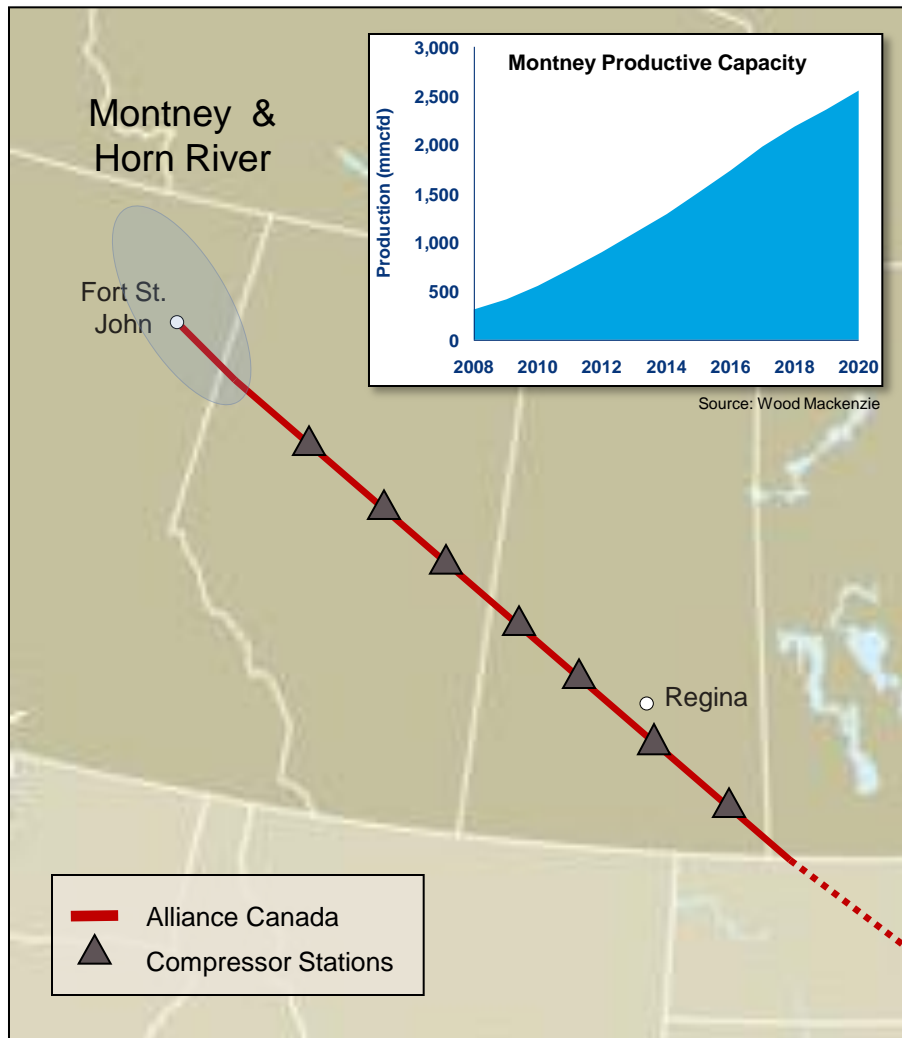 Montney &
Horn River
Fort St.
John
Montney Productive Capacity
Production (mmcfd)
3,000
2,500
2,000
1,500
1,000
500
0
2008 2010 2012 2014 2016 2018 2020
Source: Wood Mackenzie
Regina
Alliance Canada
Compressor Stations